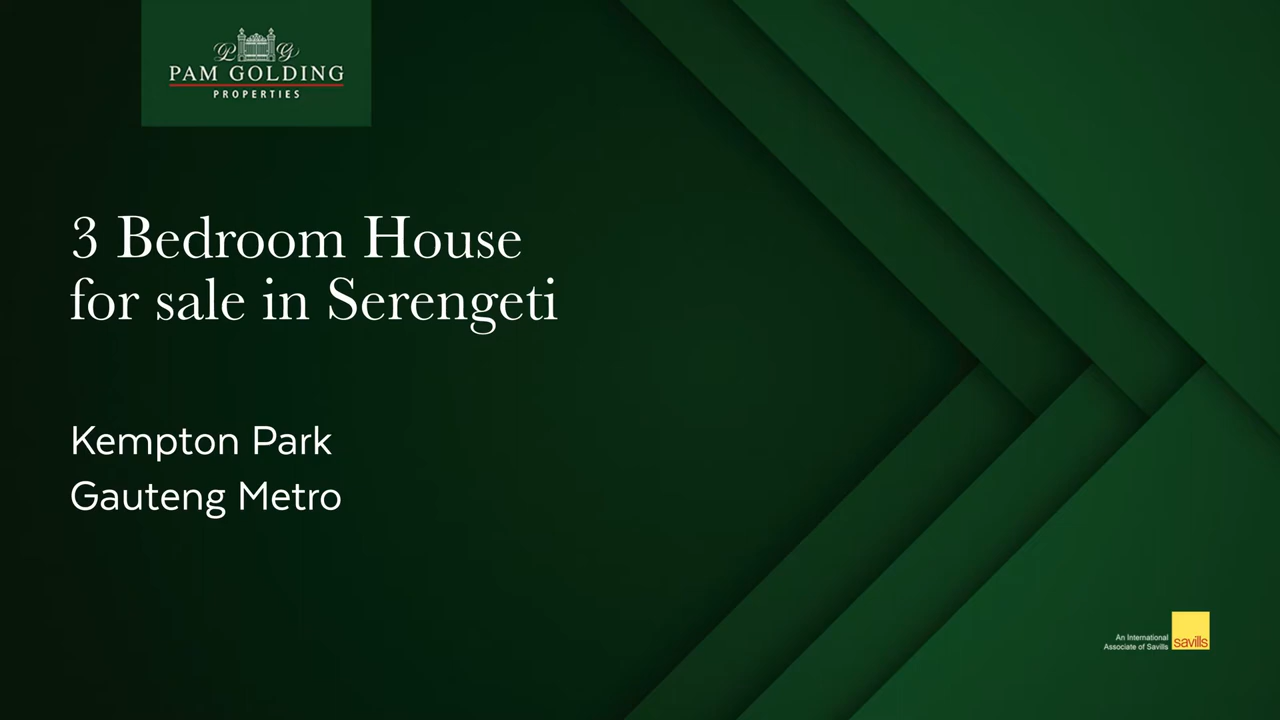 P G
PAM GOLDING
PROPERTIES
3 Bedroom House
for sale in Serengeti
Kempton Park
Gauteng Metro
An International
Associate of Savills
savills